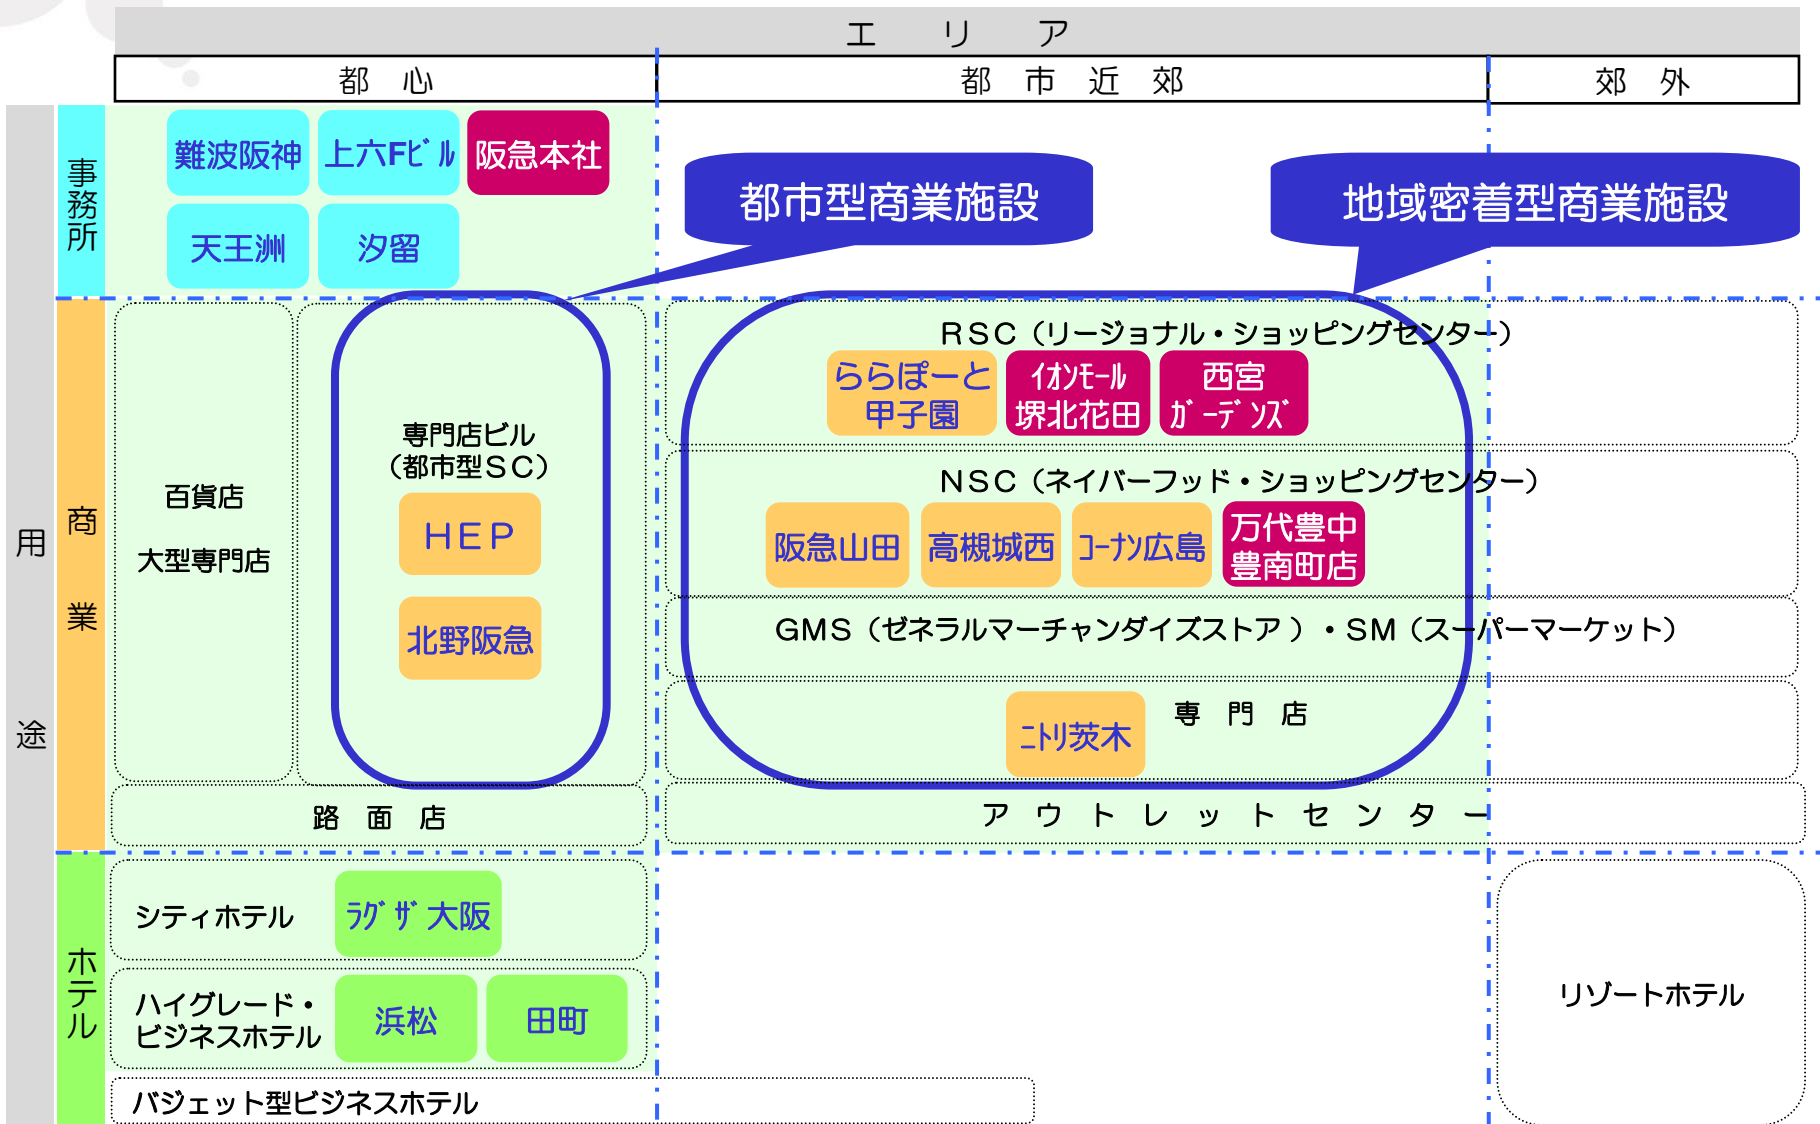 エリア
都心
都市近郊
郊外
用途
事務所
難波阪神
上六Fビル
阪急本社
天王洲
汐留
都市型商業施設
地域密着型商業施設
商業
百貨店
大型専門店
専門店ビル
（都市型ＳＣ）
ＨＥＰ
北野阪急
路面店
ＲＳＣ（リージョナル・ショッピングセンター）
ららぽーと
甲子園
ｲｵﾝﾓｰﾙ
堺北花田
西宮
ｶﾞｰﾃﾞﾝｽﾞ
ＮＳＣ（ネイバーフッド・ショッピングセンター）
阪急山田
高槻城西
ｺｰﾅﾝ広島
万代豊中
豊南町店
ＧＭＳ（ゼネラルマーチャンダイズストア）・ＳＭ（スーパーマーケット）
ﾆﾄﾘ茨木
専門店
アウトレットセンター
ホテル
シティホテル
ﾗｸﾞｻﾞ大阪
ハイグレード・
ビジネスホテル
浜松
田町
バジェット型ビジネスホテル
リゾートホテル